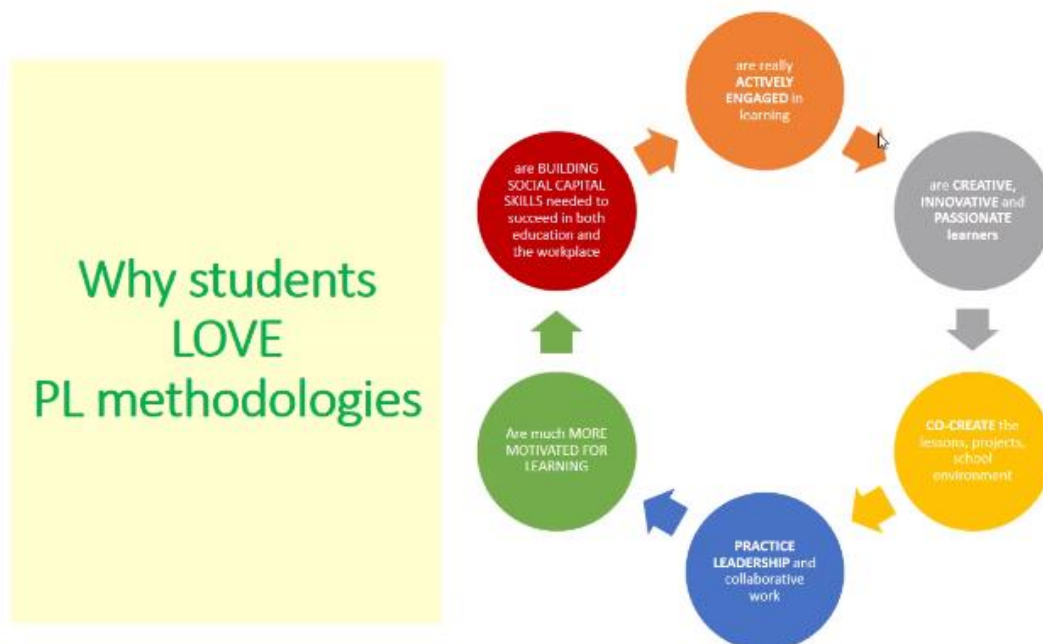 Why students
LOVE
PL methodologies
are really
ACTIVELY
ENGAGED in
learning
are CREATIVE,
INNOVATIVE and
PASSIONATE
learners
CO-CREATE the
lessons, projects,
school
environment
PRACTICE
LEADERSHIP and
collaborative
work
Are much MORE
MOTIVATED FOR
LEARNING
are BUILDING
SOCIAL CAPITAL
SKILLS needed to
succeed in both
education and
the workplace